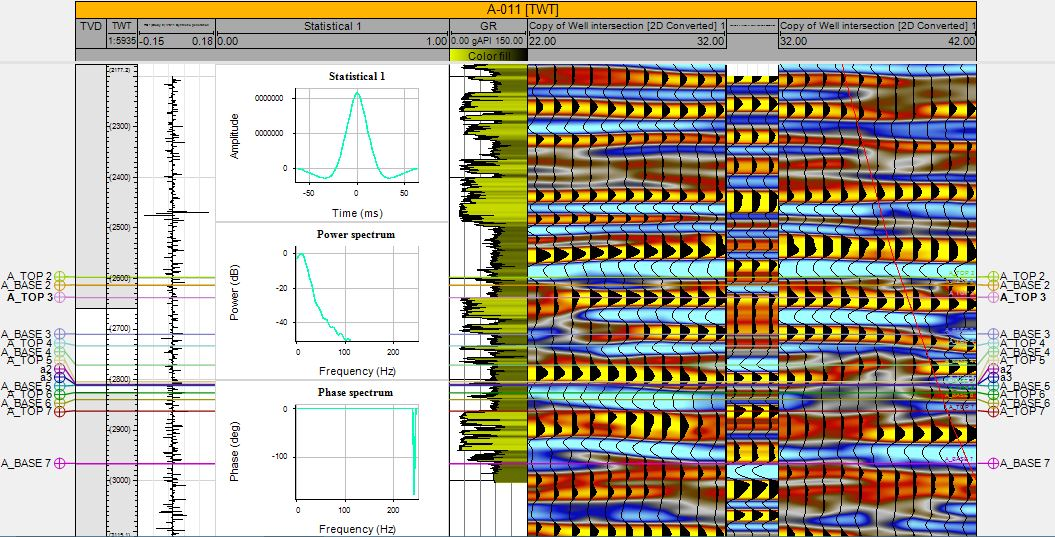 A-011 [TWT]
TVD TWT Statistical 1 GR Copy of Well intersection [2D Converted] 1 Copy of Well intersection [2D Converted] 1
1:5935 -0.15 0.18 0.00 1.00 0.00 gAPI 150.00 22.00 32.00 32.00 42.00
Color fill
(2177.2)
(2300)
(2400)
(2500)
(2600)
(2700)
(2800)
(2900)
(3000)
Statistical 1
Amplitude
0000000
0000000
0
-50 0 50
Time (ms)
Power spectrum
Power (dB)
0
-20
-40
0 100 200
Frequency (Hz)
Phase spectrum
Phase (deg)
0
-100
0 100 200
Frequency (Hz)
A_TOP 2
A_BASE 2
A_TOP 3
A_BASE 3
A_TOP 4
A_BASE 4
A_TOP 5
a2
a3
A_BASE 5
A_TOP 6
A_BASE 6
A_TOP 7
A_BASE 7
A_TOP 2
A_BASE 2
A_TOP 3
A_BASE 3
A_TOP 4
A_BASE 4
A_TOP 5
a2
a3
A_BASE 5
A_TOP 6
A_BASE 6
A_TOP 7
A_BASE 7